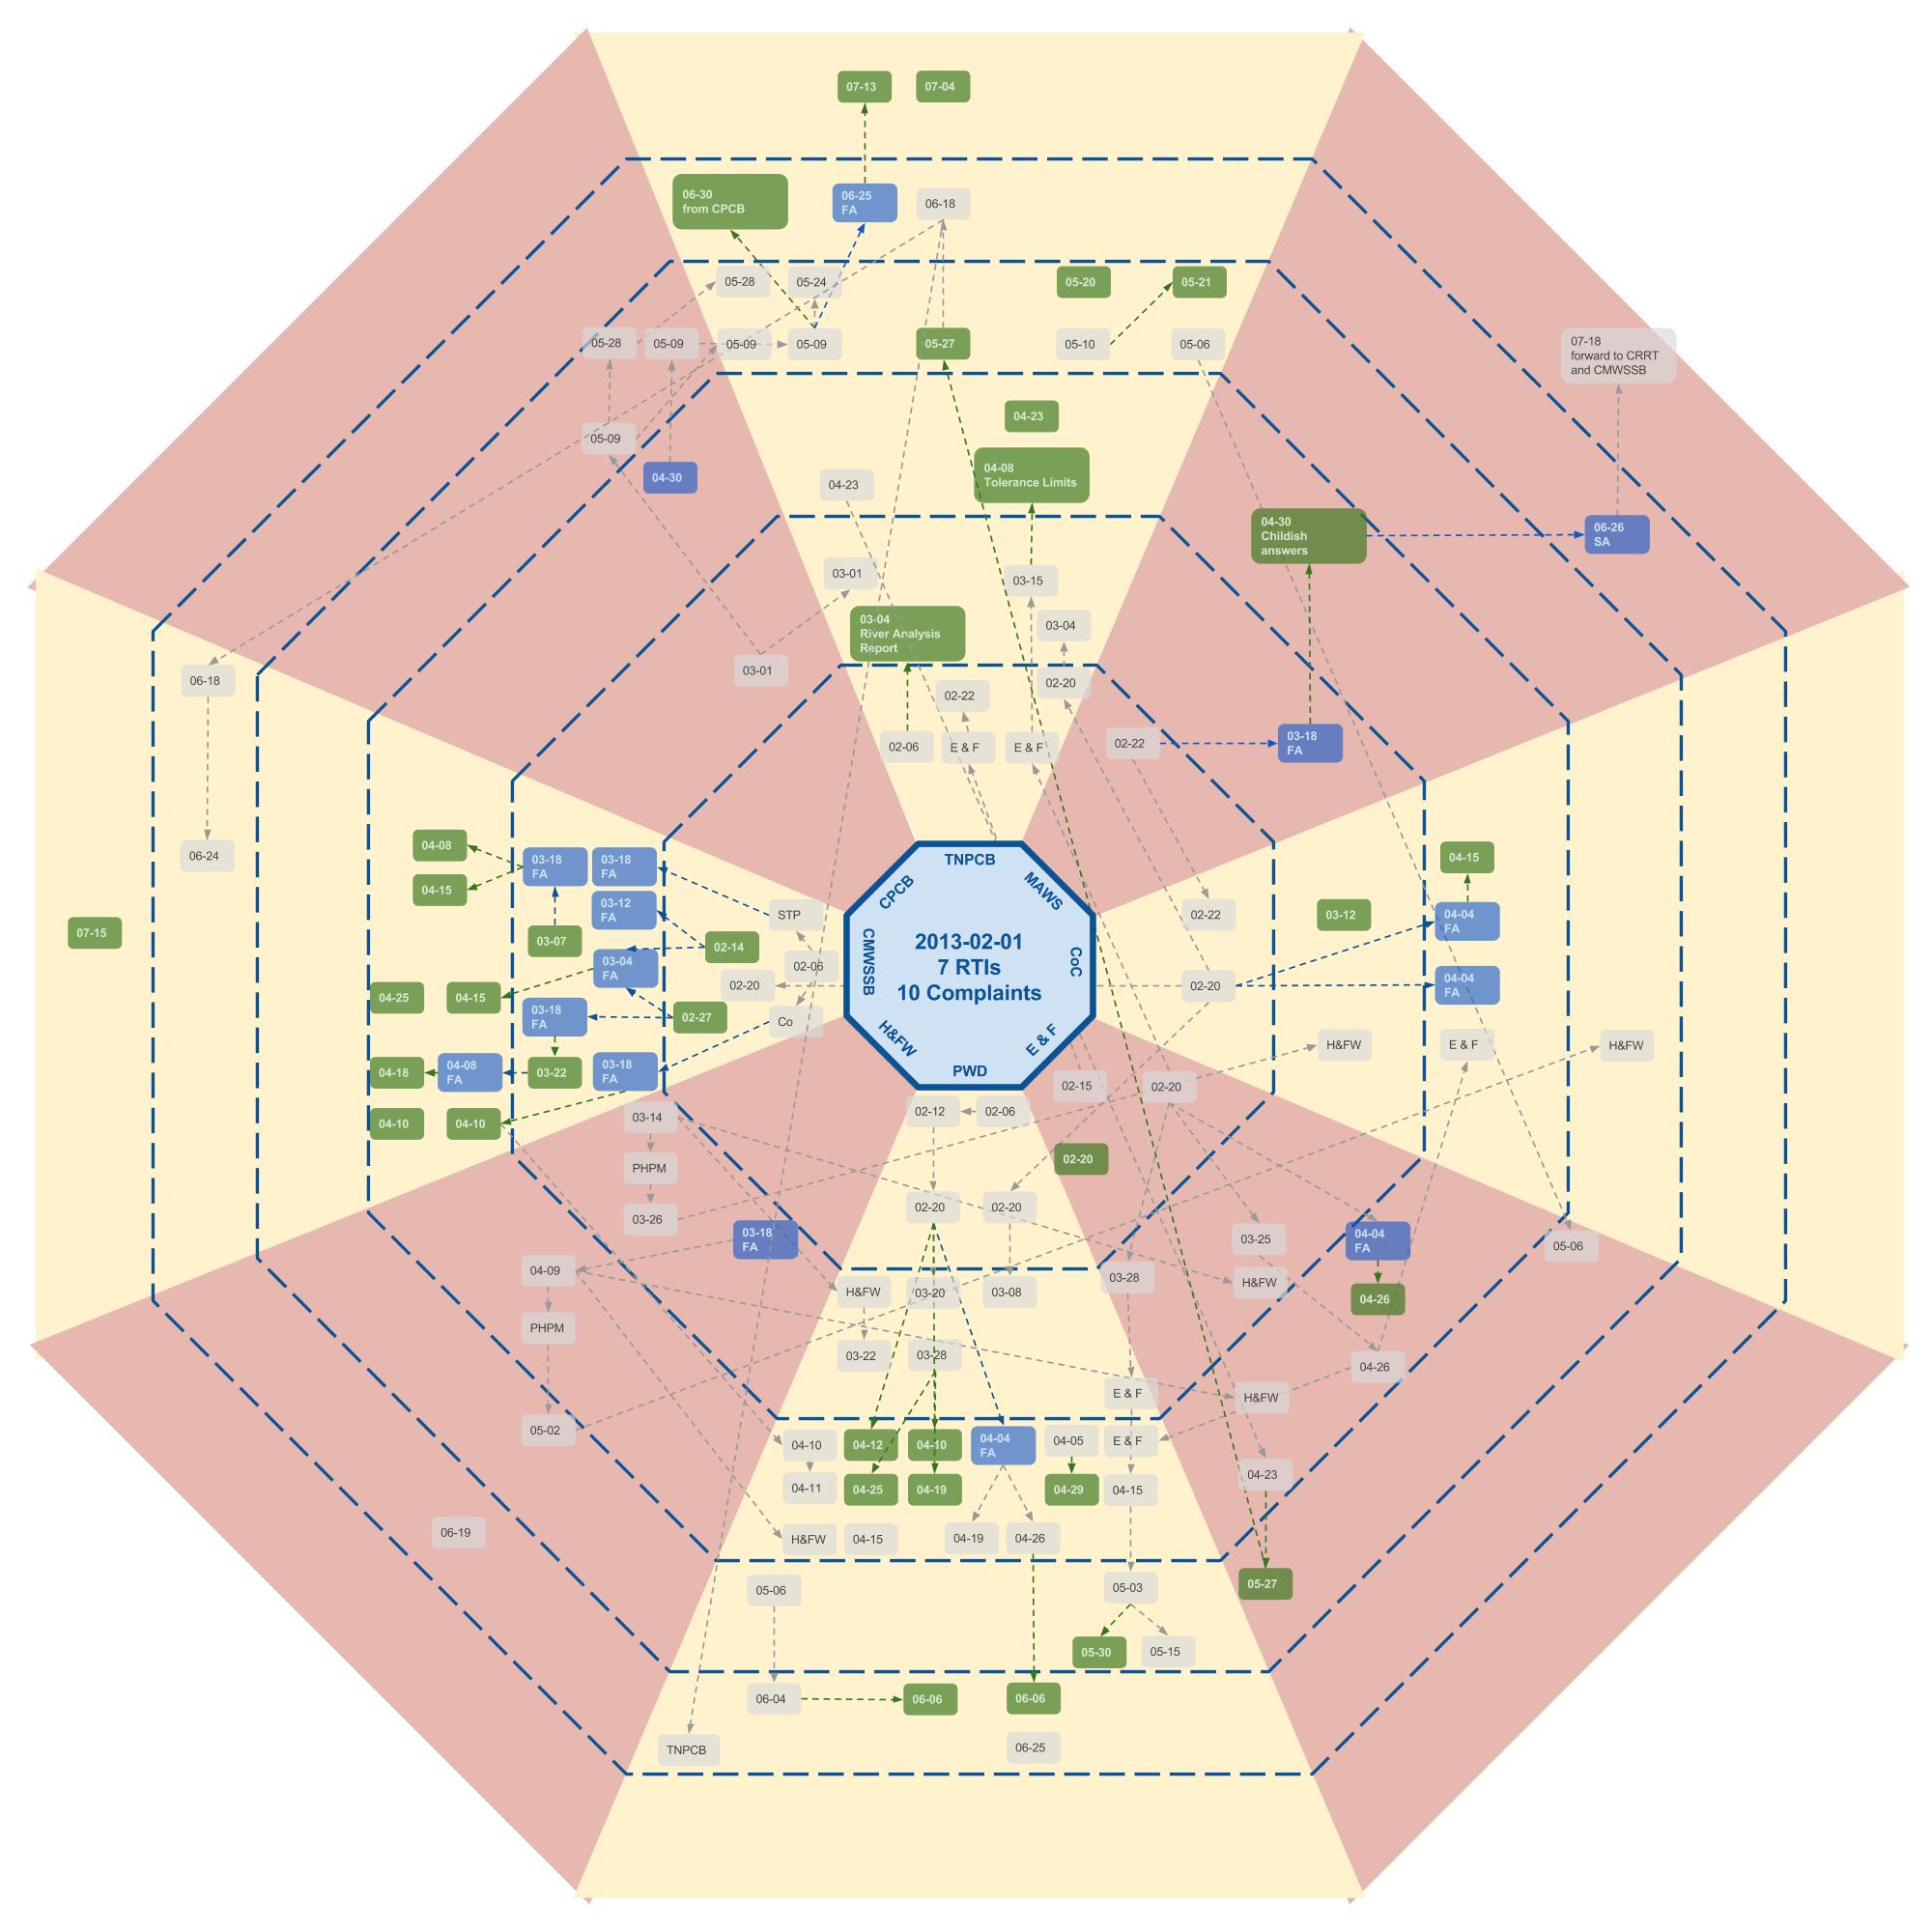 07-13
07-04
06-30
from CPCB
06-25
FA
06-18
05-28
05-24
05-20
05-21
05-28
05-09
05-09
05-09
05-27
05-10
05-06
07-18
forward to CRRT
and CMWSSB
04-23
05-09
04-30
04-23
04-08
Tolerance Limits
04-30
Childish
answers
06-26
SA
03-01
03-15
03-04
River Analysis
Report
03-04
03-01
06-18
02-22
02-20
02-06
E & F
E & F
02-22
03-18
FA
06-24
04-08
04-15
03-18
FA
03-18
FA
03-12
FA
STP
03-07
02-14
03-04
FA
02-06
02-20
07-15
04-25
04-15
03-18
FA
02-27
Co
04-18
04-08
FA
03-22
03-18
FA
04-10
04-10
TNPCB
MAWS
CPCB
CMWSSB
CoC
2013-02-01
7 RTIs
10 Complaints
H&FW
E & F
PWD
02-22
03-12
04-15
04-04
FA
02-20
04-04
FA
H&FW
E & F
H&FW
02-15
02-20
03-14
02-12
02-06
PHPM
02-20
03-26
02-20
02-20
03-18
FA
03-25
04-04
FA
05-06
04-09
H&FW
03-20
03-08
03-28
H&FW
04-26
PHPM
03-22
03-28
04-26
E & F
H&FW
05-02
04-10
04-12
04-10
04-04
FA
04-05
E & F
04-11
04-25
04-19
04-29
04-15
04-23
06-19
H&FW
04-15
04-19
04-26
05-06
05-03
05-27
05-30
05-15
06-04
06-06
06-06
TNPCB
06-25